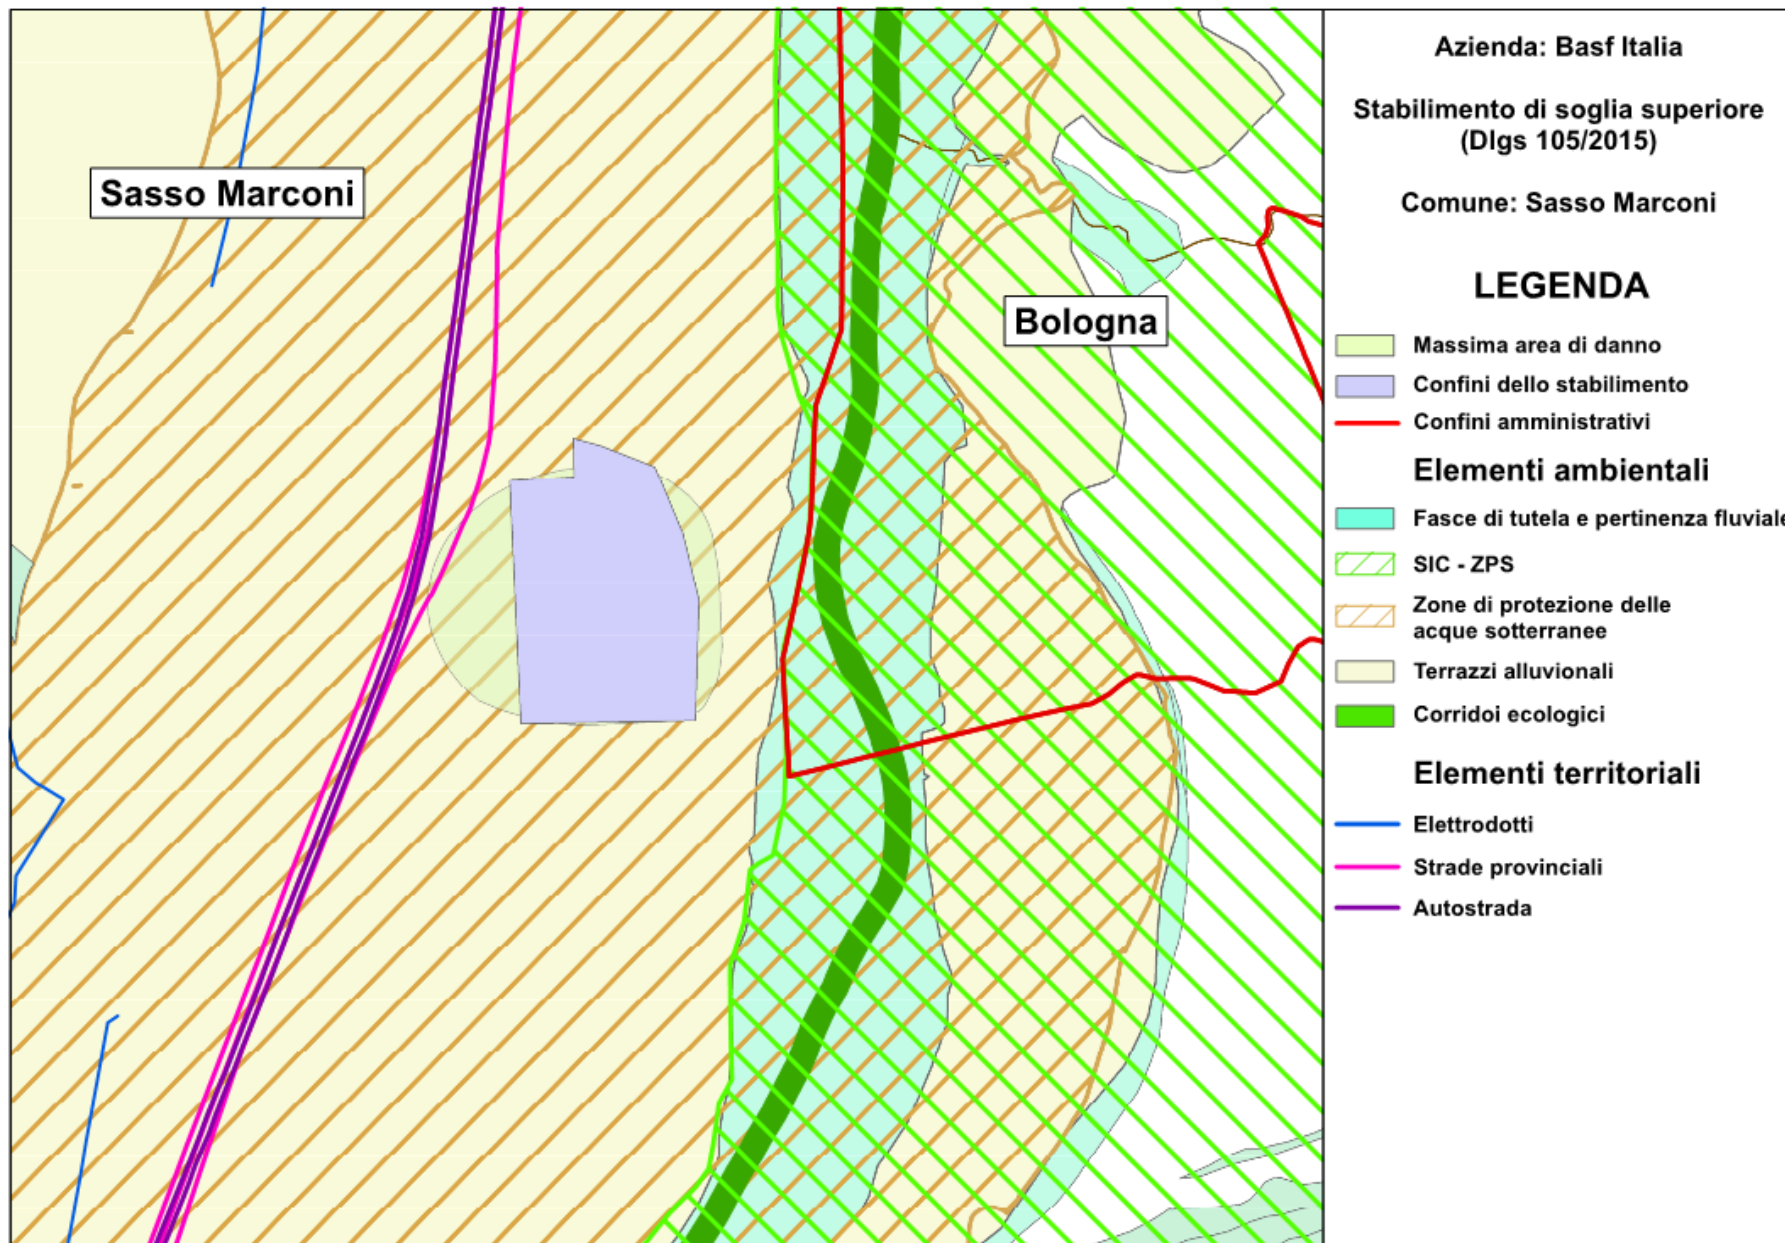 Sasso Marconi
Bologna
Azienda: Basf Italia
Stabilimento di soglia superiore
(Dlgs 105/2015)
Comune: Sasso Marconi
LEGENDA
Massima area di danno
Confini dello stabilimento
Confini amministrativi
Elementi ambientali
Fasce di tutela e pertinenza fluviale
SIC - ZPS
Zone di protezione delle
acque sotterranee
Terrazzi alluvionali
Corridoi ecologici
Elementi territoriali
Elettrodotti
Strade provinciali
Autostrada